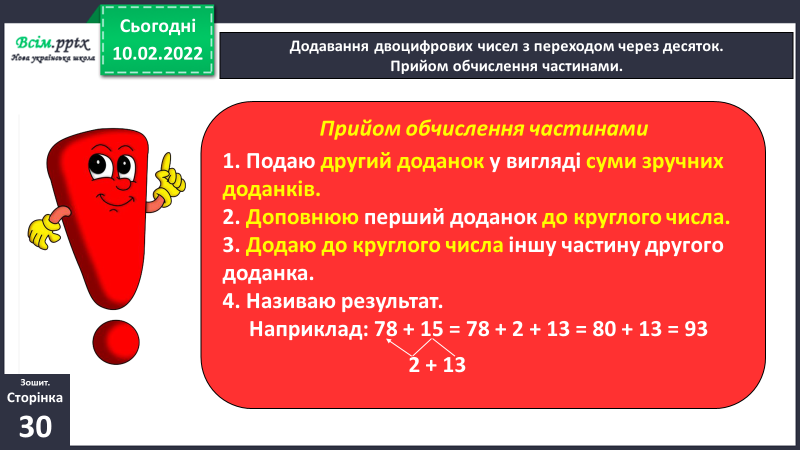 Сьогодні
10.02.2022
Всім.pptx
Нова українська школа
Додавання двоцифрових чисел з переходом через десяток.
Прийом обчислення частинами.
Прийом обчислення частинами
1. Подаю другий доданок у вигляді суми зручних
доданків.
2. Доповнюю перший доданок до круглого числа.
3. Додаю до круглого числа іншу частину другого
доданка.
4. Називаю результат.
Наприклад: 78 + 15 = 78 + 2 + 13 = 80 + 13 = 93
2 + 13
Зошит.
Сторінка
30